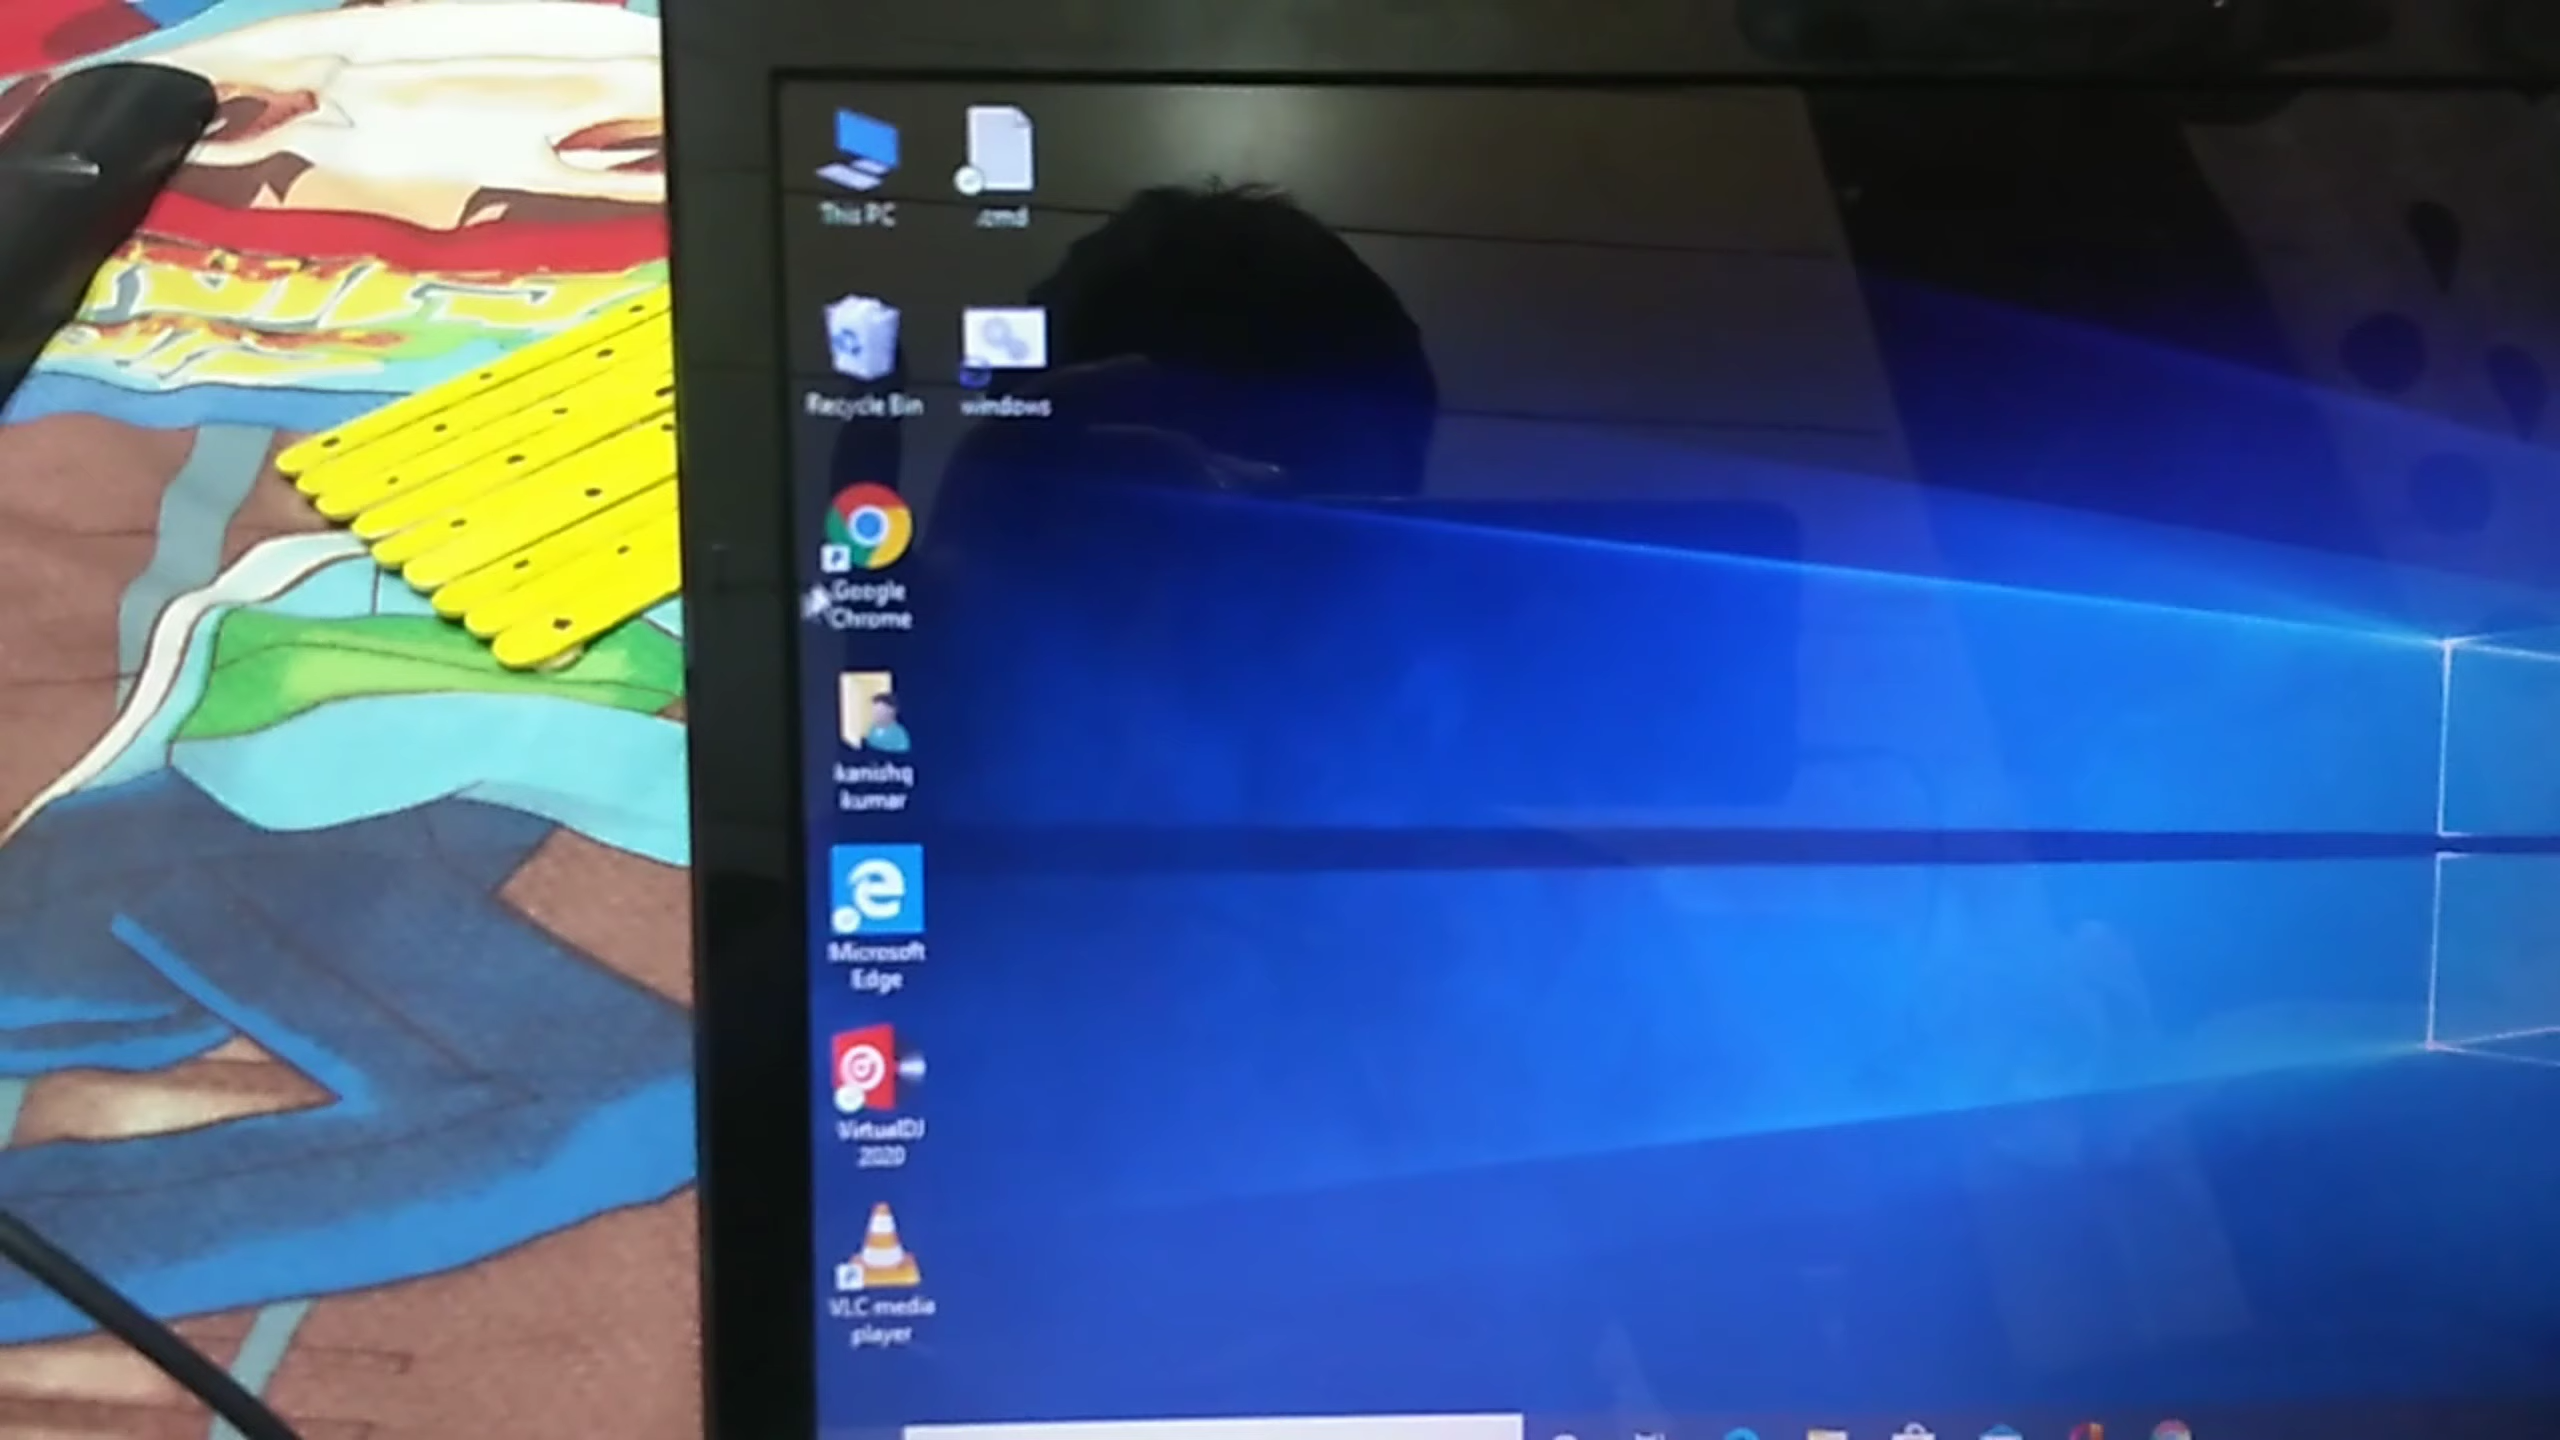 This PC
.cmd
Recycle Bin
windows
Google
Chrome
kanishq
kumar
Microsoft
Edge
VirtualDJ
2020
VLC media
player